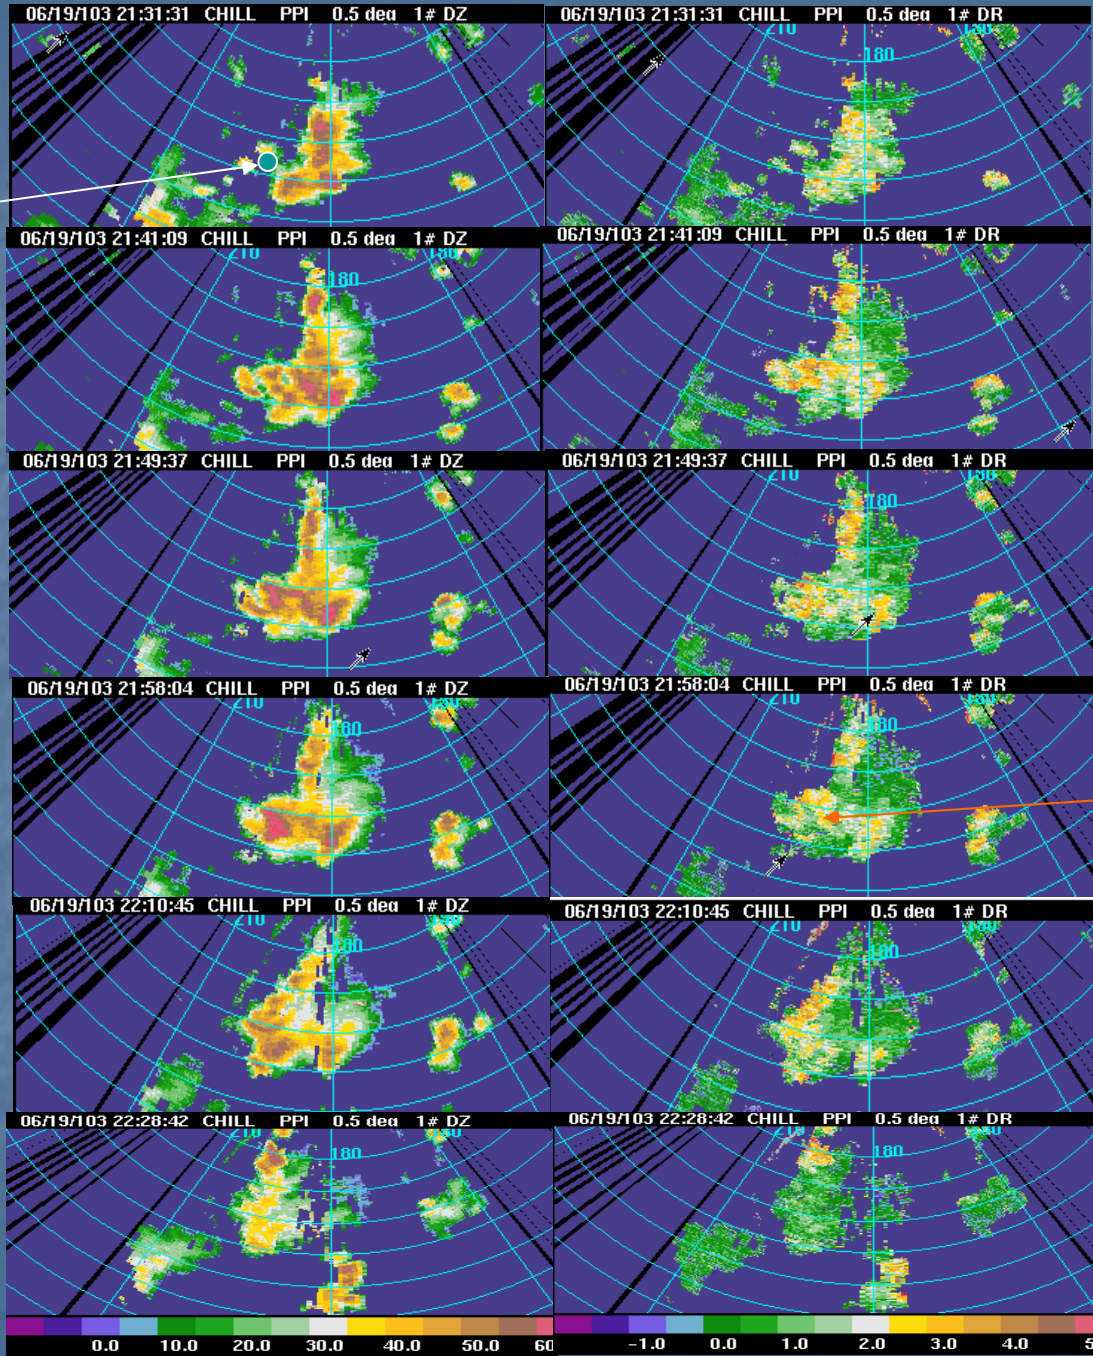 06/19/103 21:31:31 CHILL PPI 0.5 deg 1# DZ
06/19/103 21:31:31 CHILL PPI 0.5 deg 1# DR
210
180
06/19/103 21:41:09 CHILL PPI 0.5 deg 1# DZ
06/19/103 21:41:09 CHILL PPI 0.5 deg 1# DR
210
180
150
06/19/103 21:49:37 CHILL PPI 0.5 deg 1# DZ
06/19/103 21:49:37 CHILL PPI 0.5 deg 1# DR
210
180
150
06/19/103 21:58:04 CHILL PPI 0.5 deg 1# DZ
06/19/103 21:58:04 CHILL PPI 0.5 deg 1# DR
210
180
150
210
180
150
06/19/103 22:10:45 CHILL PPI 0.5 deg 1# DZ
06/19/103 22:10:45 CHILL PPI 0.5 deg 1# DR
210
180
210
180
150
06/19/103 22:28:42 CHILL PPI 0.5 deg 1# DZ
06/19/103 22:28:42 CHILL PPI 0.5 deg 1# DR
210
180
210
180
150
0.0 10.0 20.0 30.0 40.0 50.0 60
-1.0 0.0 1.0 2.0 3.0 4.0 5